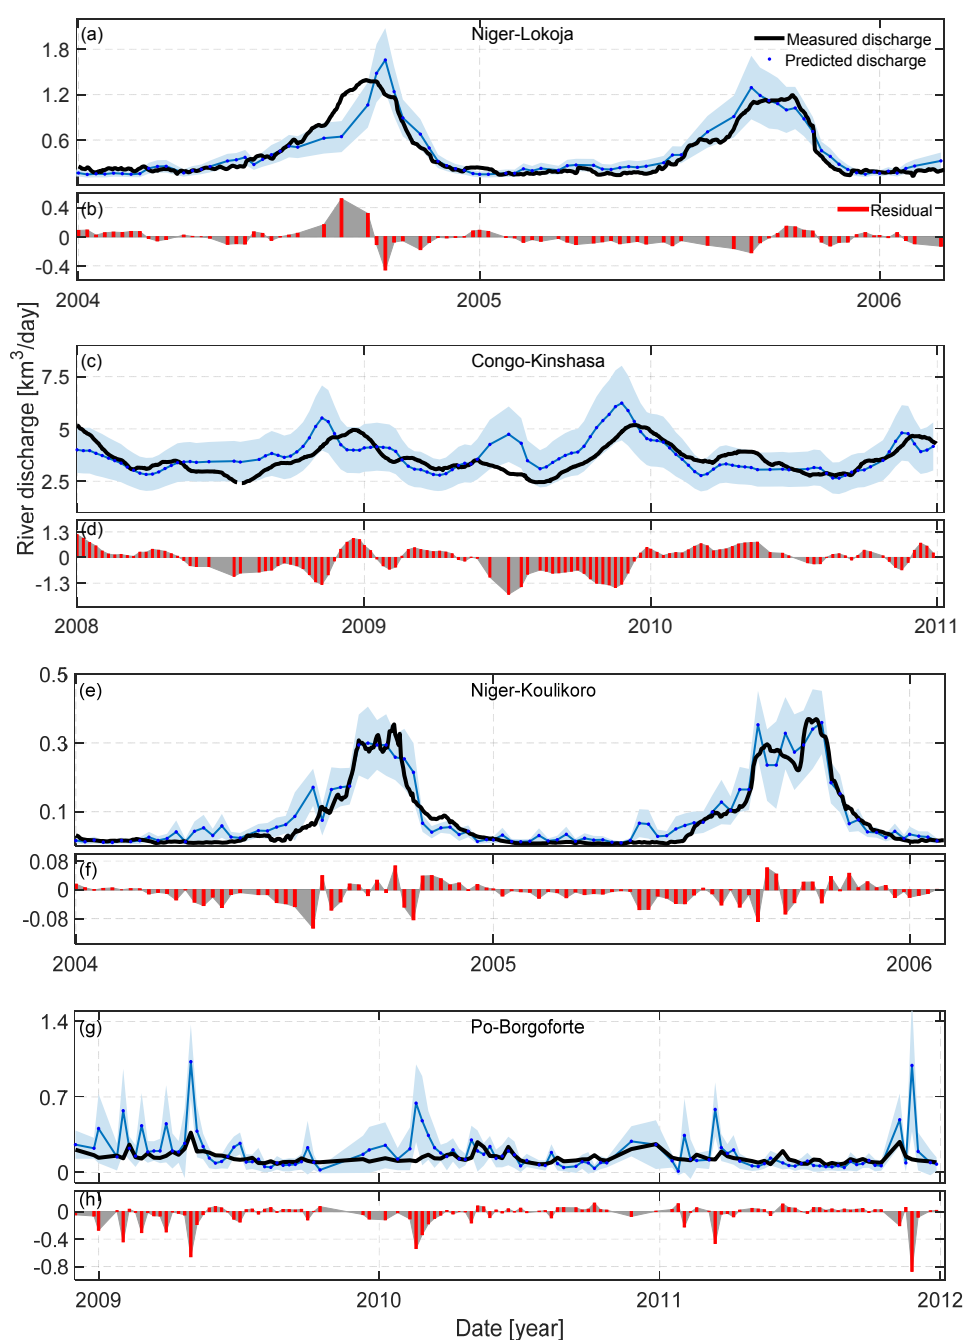 (a)
Niger-Lokoja
Measured discharge
Predicted discharge
1.8
1.2
0.6
(b)
Residual
0.4
0
-0.4
2004
2005
2006
River discharge [km³/day]
(c)
Congo-Kinshasa
7.5
5
2.5
(d)
1.3
0
-1.3
2008
2009
2010
2011
(e)
Niger-Koulikoro
0.5
0.3
0.1
(f)
0.08
0
-0.08
2004
2005
2006
(g)
Po-Borgoforte
1.4
0.7
0
(h)
0
-0.4
-0.8
2009
2010
2011
2012
Date [year]